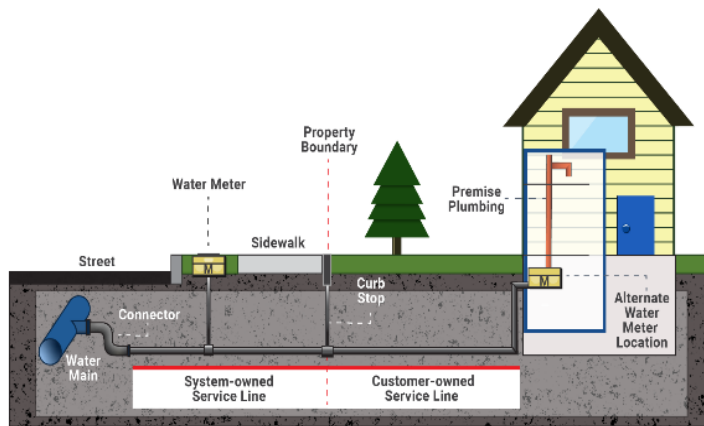 Property
Boundary
Water Meter
Premise
Plumbing
Sidewalk
Street
M
M
Curb
Stop
Connector
Alternate
Water
Meter
Location
Water
Main
System-owned
Service Line
Customer-owned
Service Line